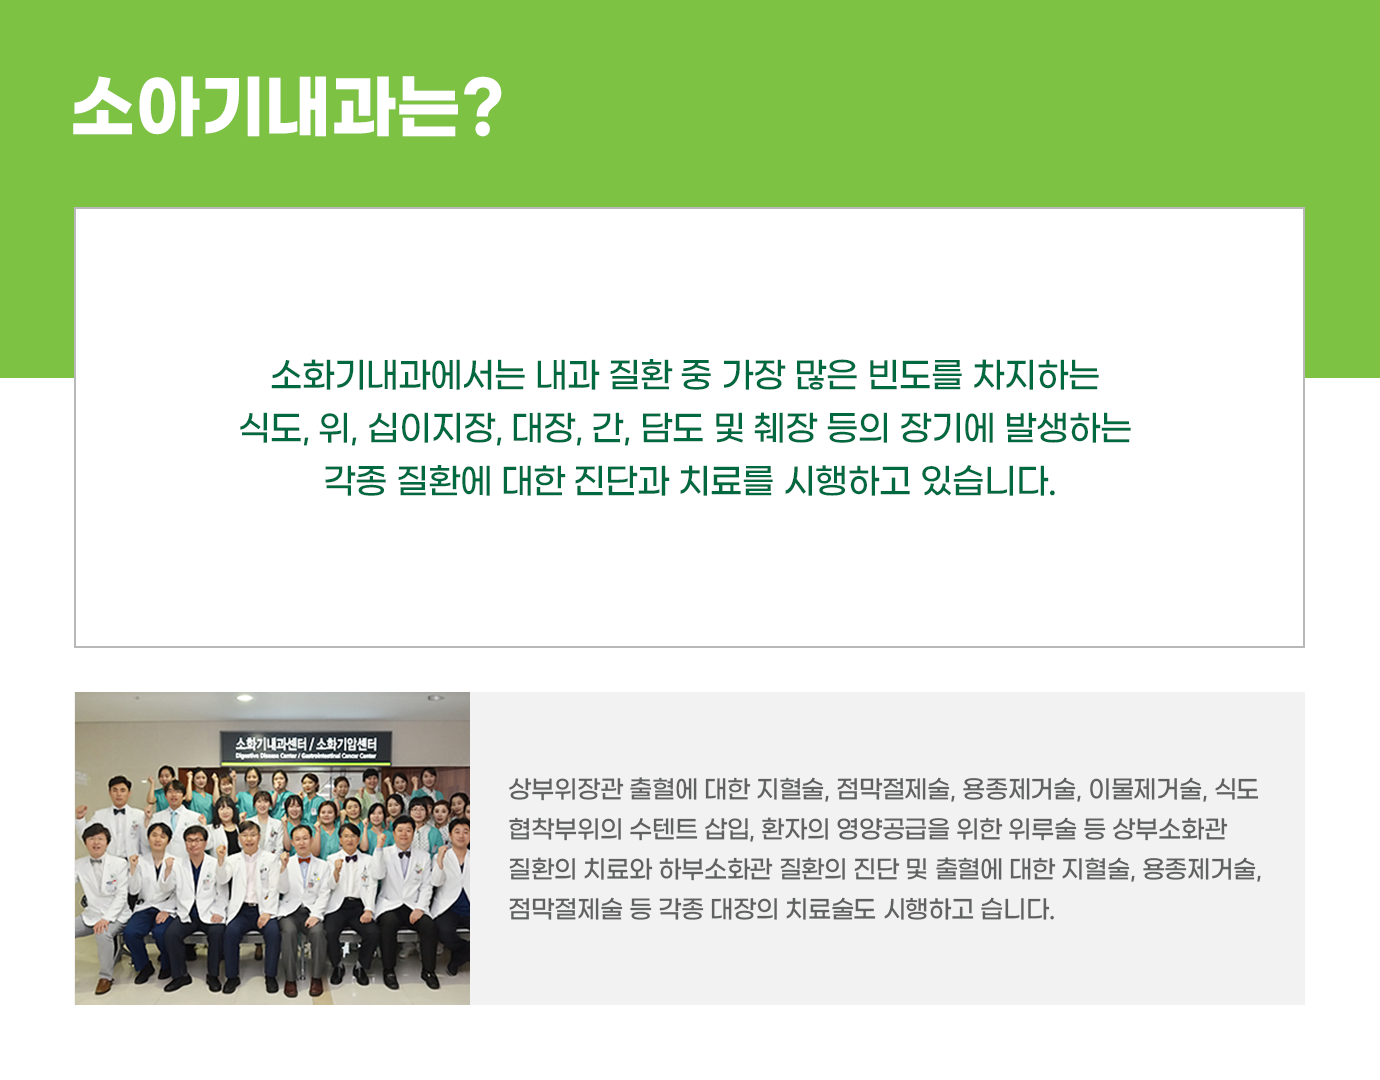 소아기내과는?
소화기내과에서는 내과 질환 중 가장 많은 빈도를 차지하는
식도, 위, 십이지장, 대장, 간, 담도 및 췌장 등의 장기에 발생하는
각종 질환에 대한 진단과 치료를 시행하고 있습니다.
소화기내과센터 / 소화기암센터
Digestive Disease Center / Gastrointestinal Cancer Center
상부위장관 출혈에 대한 지혈술, 점막절제술, 용종제거술, 이물제거술, 식도
협착부위의 수텐트 삽입, 환자의 영양공급을 위한 위루술 등 상부소화관
질환의 치료와 하부소화관 질환의 진단 및 출혈에 대한 지혈술, 용종제거술,
점막절제술 등 각종 대장의 치료술도 시행하고 습니다.